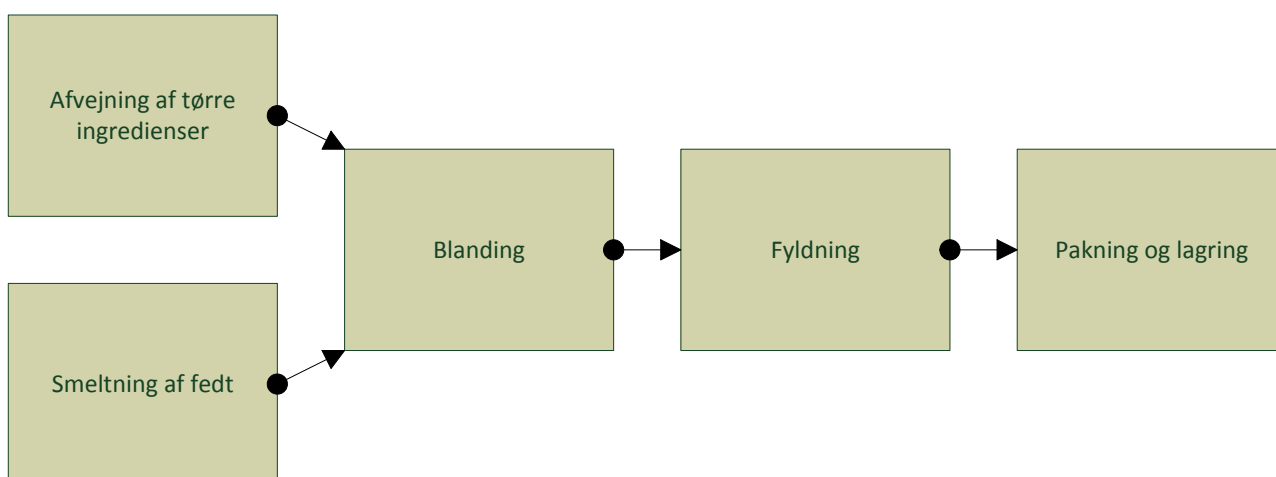 Afvejning af tørre
ingredienser
Smeltning af fedt
Blanding
Fyldning
Pakning og lagring